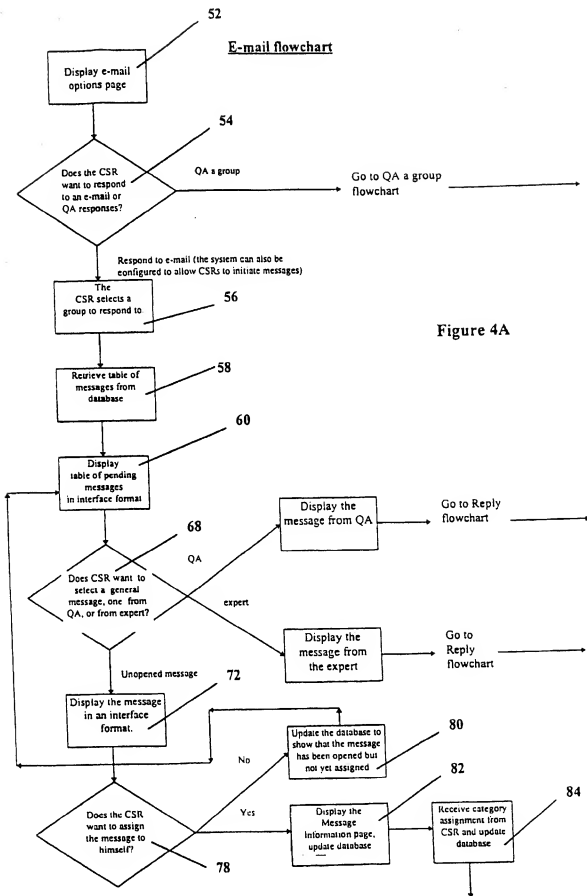 52
E-mail flowchart
Display e-mail
options page
54
Does the CSR
want to respond
to an e-mail or
QA responses?
QA a group
Go to QA a group
flowchart
Respond to e-mail (the system can also be
configured to allow CSRs to initiate messages)
The
CSR selects a
group to respond to
56
Figure 4A
58
Retrieve table of
messages from
database
60
Display
table of pending
messages
in interface format
68
Does CSR want to
select a general
message, one from
QA, or from expert?
QA
expert
Display the
message from QA
Go to Reply
flowchart
Display the
message from
the expert
Go to
Reply
flowchart
Unopened message
72
Display the message
in an interface
format.
No
Update the database to
show that the message
has been opened but
not yet assigned
80
Yes
82
Does the CSR
want to assign
the message to
himself?
78
Display the
Message
Information page,
update database
Receive category
assignment from
CSR and update
database
84